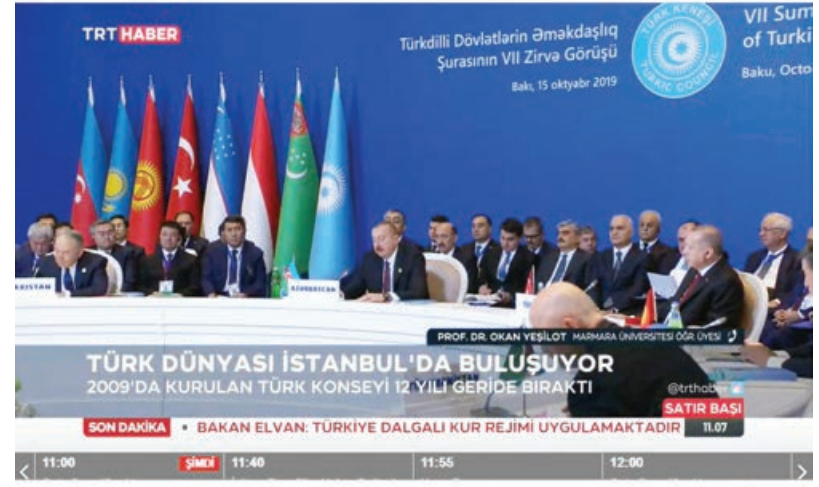 TRT HABER
Türkdilli Dövlətlərin Əməkdaşlıq
Şurasının VII Zirvə Görüşü
Bakı, 15 oktyabr 2019
TÜRK KENEŞİ
TURKIC COUNCIL
VII Sum
of Turki
Baku, Octo
AZERBAIJAN
PROF. DR. OKAN YEŞİLOT MARMARA ÜNİVERSİTESİ ÖĞR. ÜYESİ
TÜRK DÜNYASI İSTANBUL'DA BULUŞUYOR
2009'DA KURULAN TÜRK KONSEYİ 12 YILI GERİDE BIRAKTI
@trthaber
SATIR BAŞI
SON DAKİKA • BAKAN ELVAN: TÜRKİYE DALGALI KUR REJİMİ UYGULAMAKTADIR 11.07
11:00 ŞİMDİ 11:40 11:55 12:00